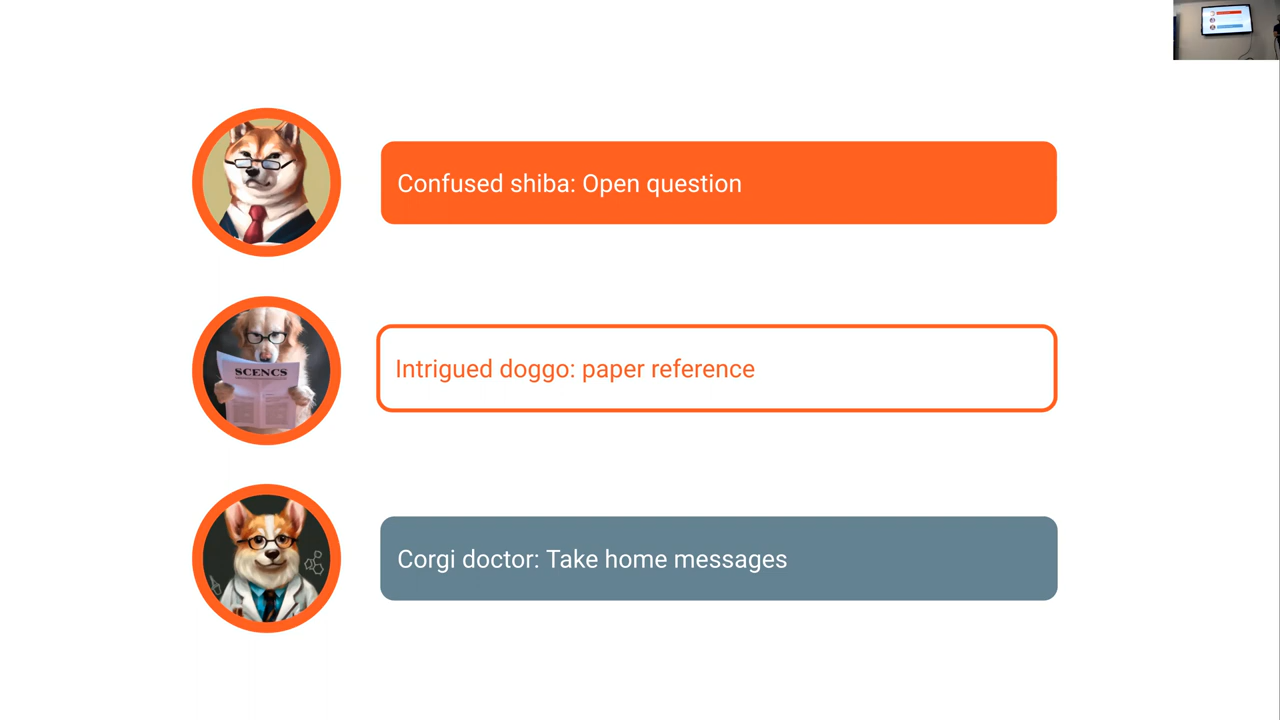 Confused shiba: Open question
SCENCS
Intrigued doggo: paper reference
Corgi doctor: Take home messages